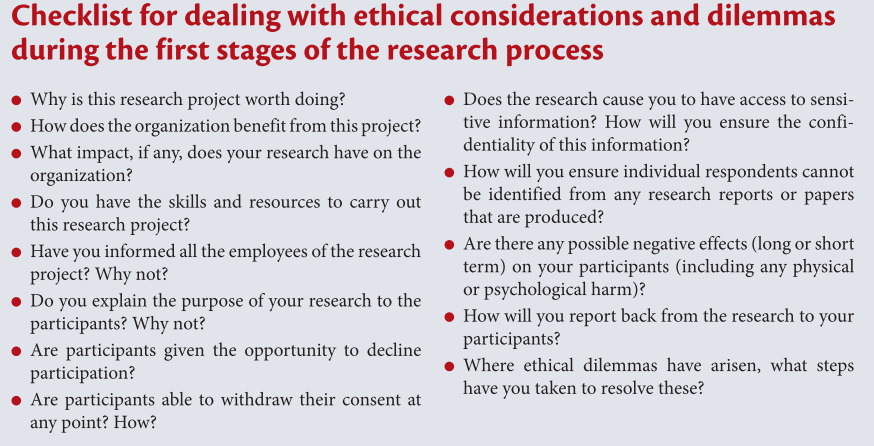 Checklist for dealing with ethical considerations and dilemmas
during the first stages of the research process
● Why is this research project worth doing?
● How does the organization benefit from this project?
● What impact, if any, does your research have on the
organization?
● Do you have the skills and resources to carry out
this research project?
● Have you informed all the employees of the research
project? Why not?
● Do you explain the purpose of your research to the
participants? Why not?
● Are participants given the opportunity to decline
participation?
● Are participants able to withdraw their consent at
any point? How?
● Does the research cause you to have access to sensi-
tive information? How will you ensure the confi-
dentiality of this information?
● How will you ensure individual respondents cannot
be identified from any research reports or papers
that are produced?
● Are there any possible negative effects (long or short
term) on your participants (including any physical
or psychological harm)?
● How will you report back from the research to your
participants?
● Where ethical dilemmas have arisen, what steps
have you taken to resolve these?